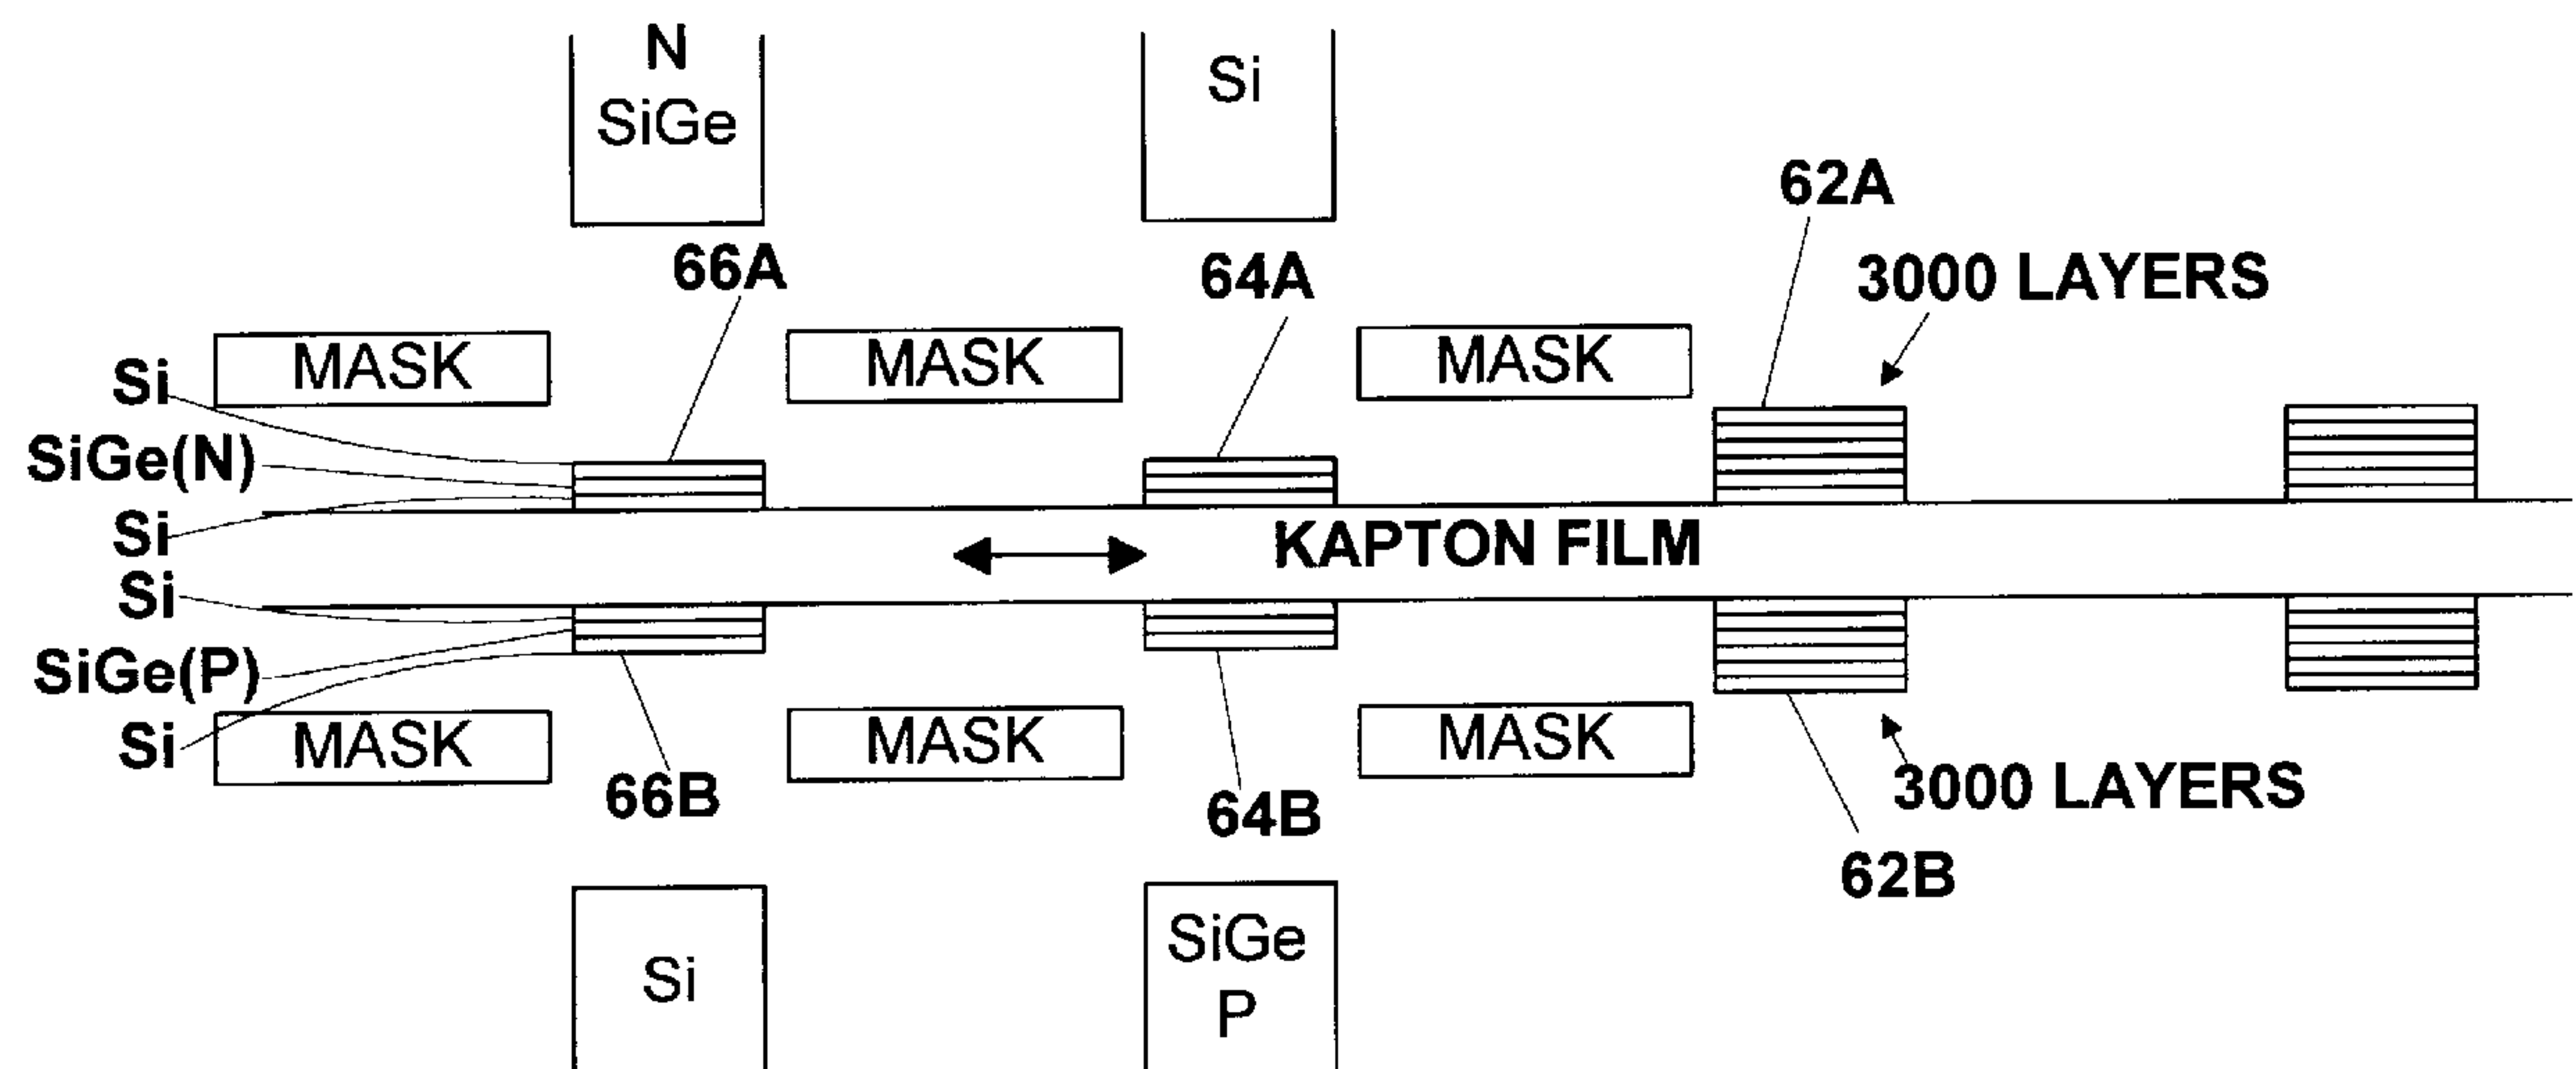 N
SiGe
Si
62A
66A
64A
3000 LAYERS
MASK
MASK
MASK
Si
SiGe(N)
Si
KAPTON FILM
Si
SiGe(P)
Si
MASK
MASK
MASK
66B
64B
3000 LAYERS
62B
Si
SiGe
P